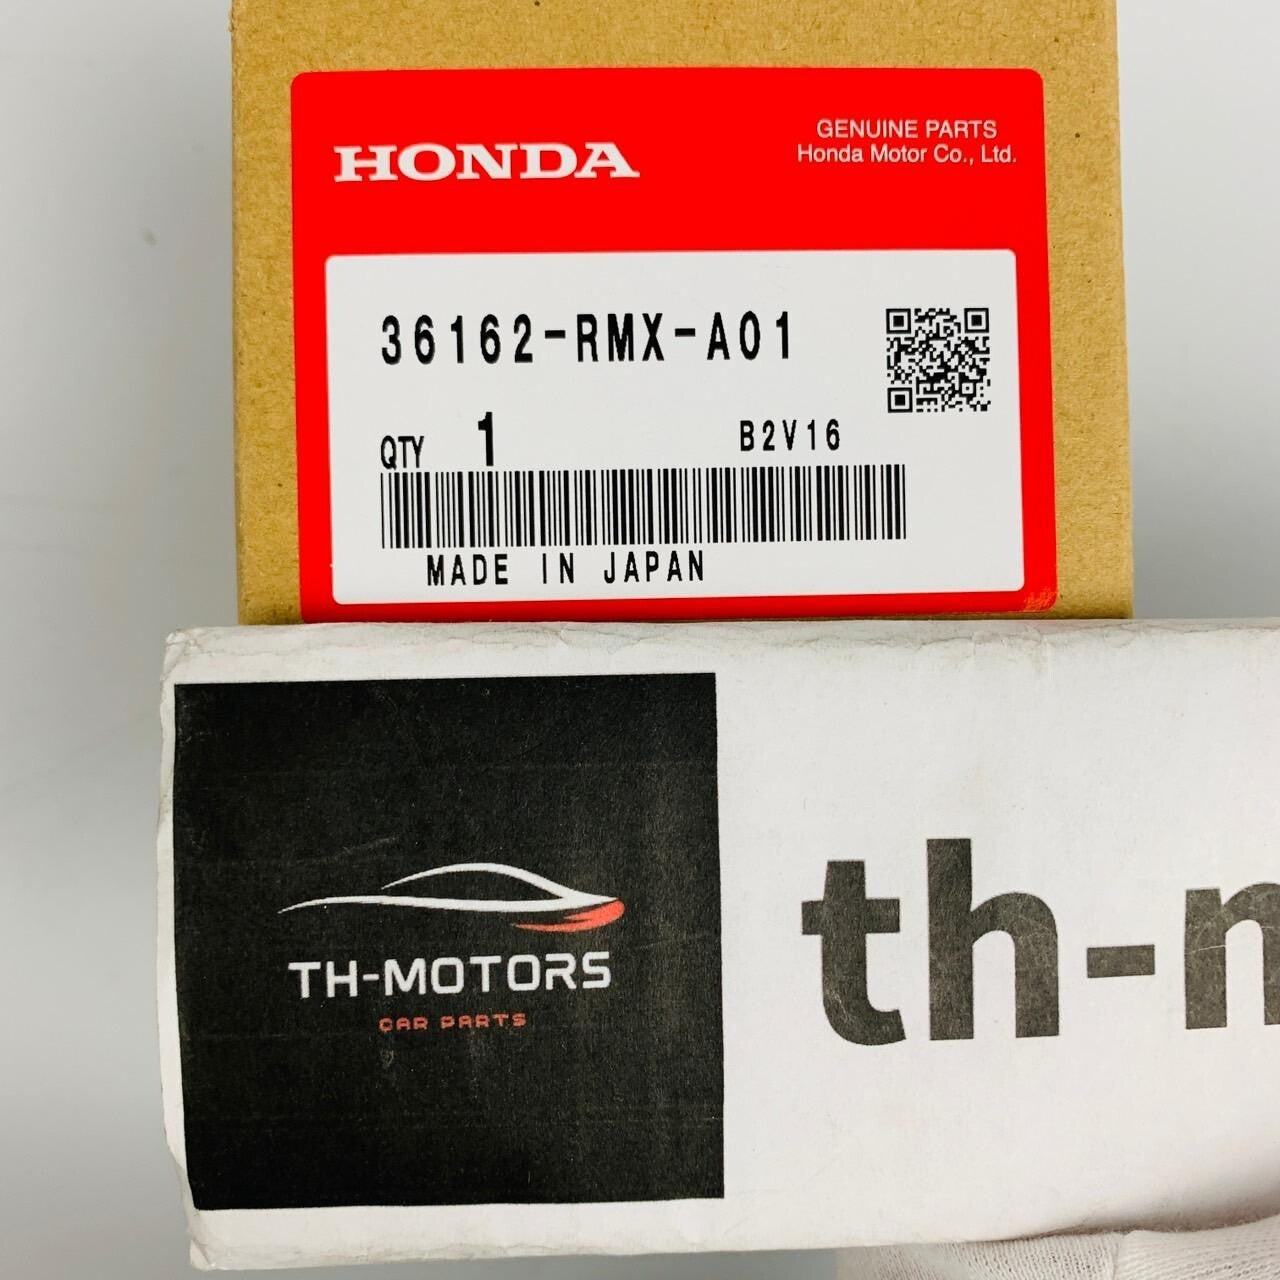 HONDA
GENUINE PARTS
Honda Motor Co., Ltd.
36162-RMX-A01
QTY 1 B2V16
MADE IN JAPAN
TH-MOTORS
CAR PARTS
th-m